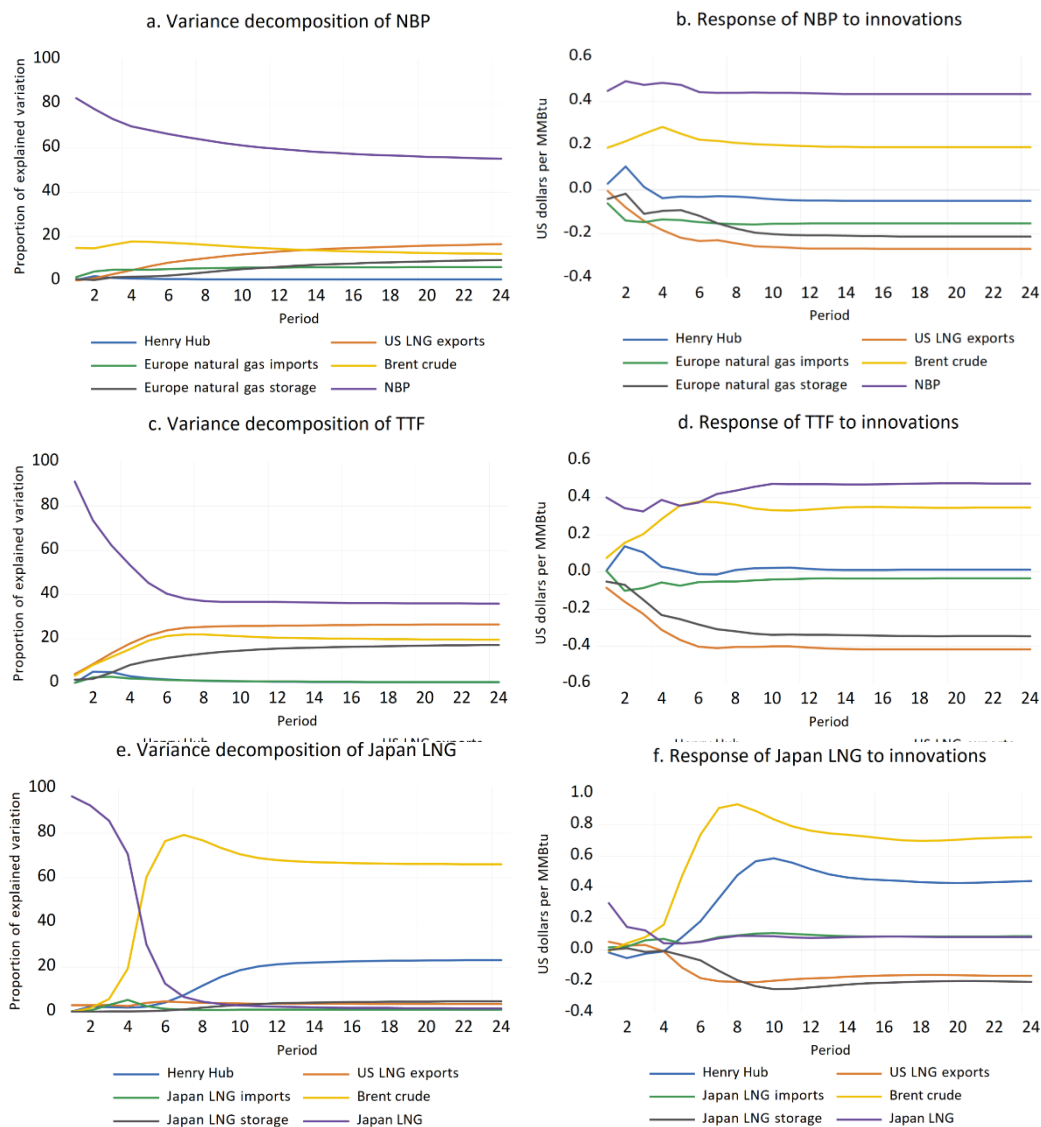 a. Variance decomposition of NBP
Proportion of explained variation
100
80
60
40
20
0
2 4 6 8 10 12 14 16 18 20 22 24
Period
Henry Hub
US LNG exports
Europe natural gas imports
Brent crude
Europe natural gas storage
NBP
b. Response of NBP to innovations
US dollars per MMBtu
0.6
0.4
0.2
0.0
-0.2
-0.4
2 4 6 8 10 12 14 16 18 20 22 24
Period
Henry Hub
US LNG exports
Europe natural gas imports
Brent crude
Europe natural gas storage
NBP
c. Variance decomposition of TTF
Proportion of explained variation
100
80
60
40
20
0
2 4 6 8 10 12 14 16 18 20 22 24
Period
d. Response of TTF to innovations
US dollars per MMBtu
0.6
0.4
0.2
0.0
-0.2
-0.4
-0.6
2 4 6 8 10 12 14 16 18 20 22 24
Period
e. Variance decomposition of Japan LNG
Proportion of explained variation
100
80
60
40
20
0
2 4 6 8 10 12 14 16 18 20 22 24
Period
Henry Hub
US LNG exports
Japan LNG imports
Brent crude
Japan LNG storage
Japan LNG
f. Response of Japan LNG to innovations
US dollars per MMBtu
1.0
0.8
0.6
0.4
0.2
0.0
-0.2
-0.4
2 4 6 8 10 12 14 16 18 20 22 24
Period
Henry Hub
US LNG exports
Japan LNG imports
Brent crude
Japan LNG storage
Japan LNG